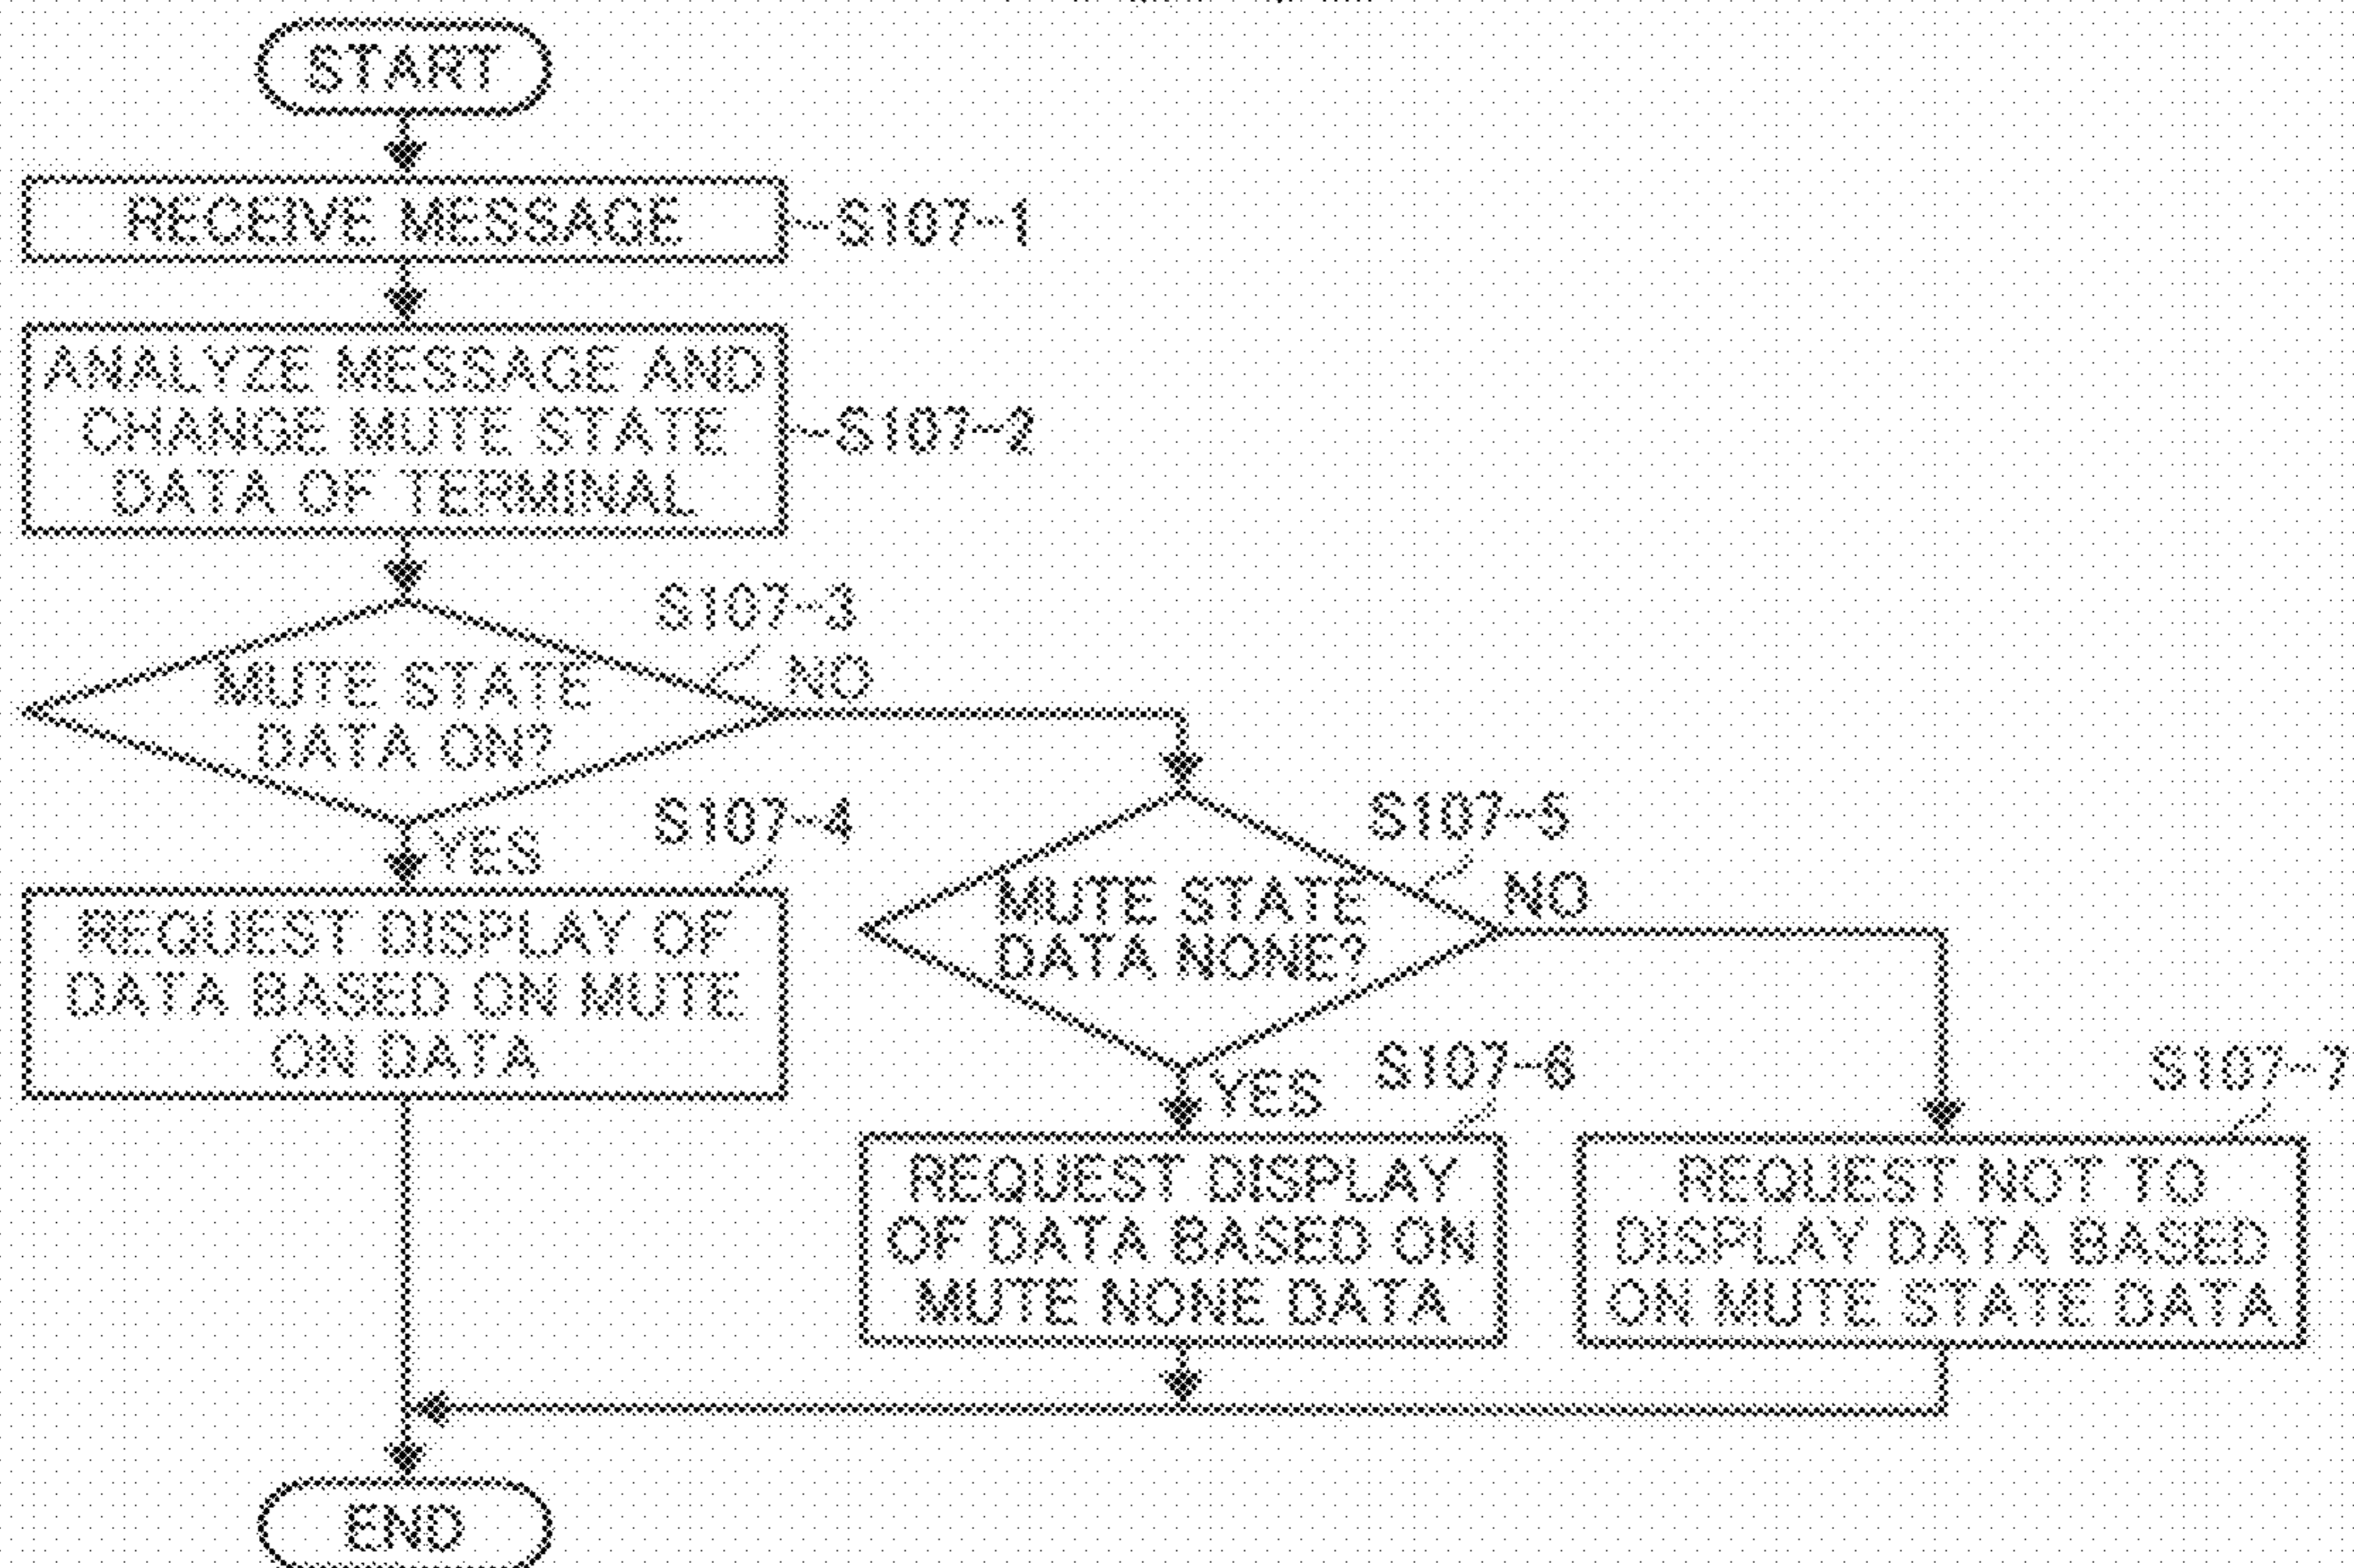 START
RECEIVE MESSAGE
S107-1
ANALYZE MESSAGE AND
CHANGE MUTE STATE
DATA OF TERMINAL
S107-2
S107-3
MUTE STATE
DATA ON?
NO
YES
S107-4
REQUEST DISPLAY OF
DATA BASED ON MUTE
ON DATA
S107-5
MUTE STATE
DATA NONE?
NO
YES
S107-6
REQUEST DISPLAY
OF DATA BASED ON
MUTE NONE DATA
S107-7
REQUEST NOT TO
DISPLAY DATA BASED
ON MUTE STATE DATA
END